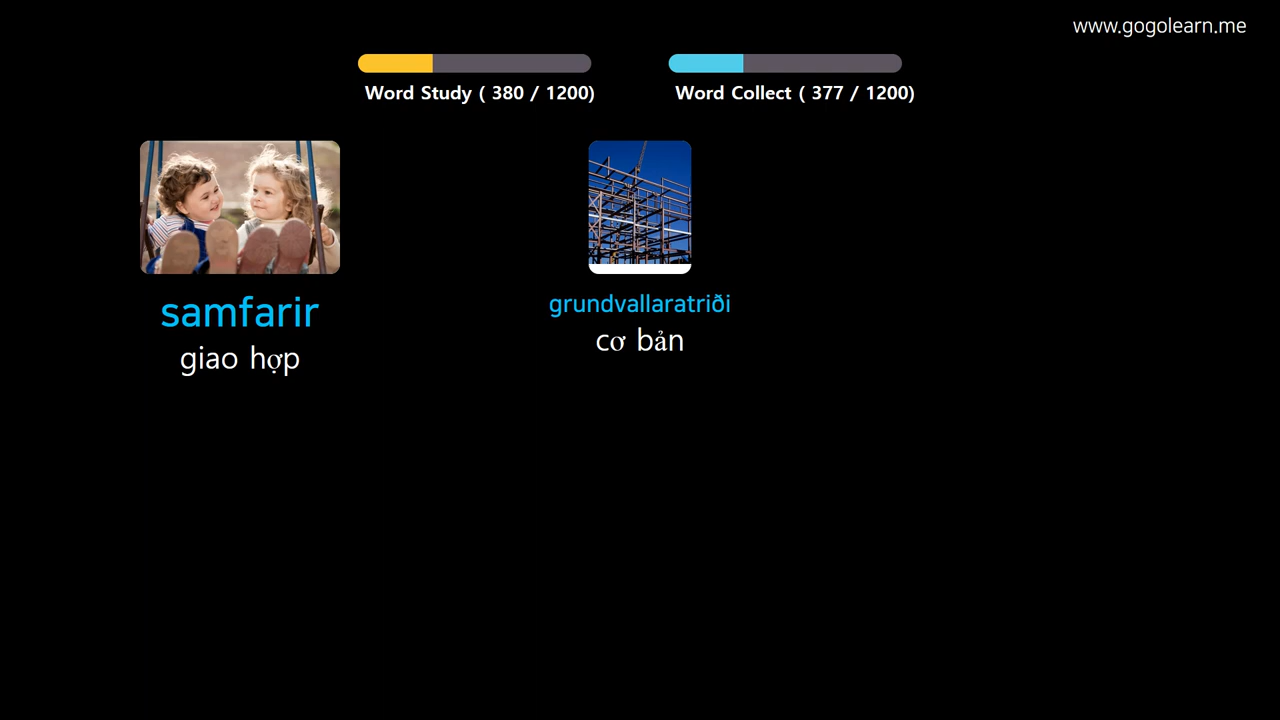 www.gogolearn.me
Word Study ( 380 / 1200)
Word Collect ( 377 / 1200)
samfarir
giao hợp
grundvallaratriði
cơ bản